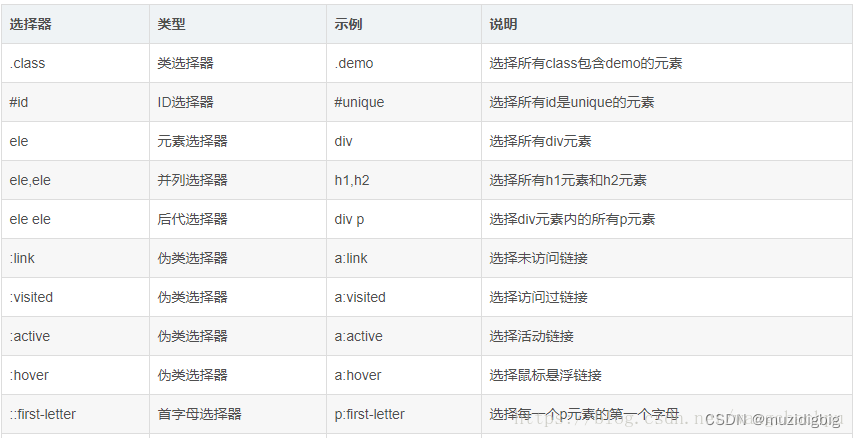 选择器 类型 示例 说明
.class 类选择器 .demo 选择所有class包含demo的元素
#id ID选择器 #unique 选择所有id是unique的元素
ele 元素选择器 div 选择所有div元素
ele,ele 并列选择器 h1,h2 选择所有h1元素和h2元素
ele ele 后代选择器 div p 选择div元素内的所有p元素
:link 伪类选择器 a:link 选择未访问链接
:visited 伪类选择器 a:visited 选择访问过链接
:active 伪类选择器 a:active 选择活动链接
:hover 伪类选择器 a:hover 选择鼠标悬浮链接
::first-letter 首字母选择器 p:first-letter 选择每一个p元素的第一个字母
CSDN @muzidigbig